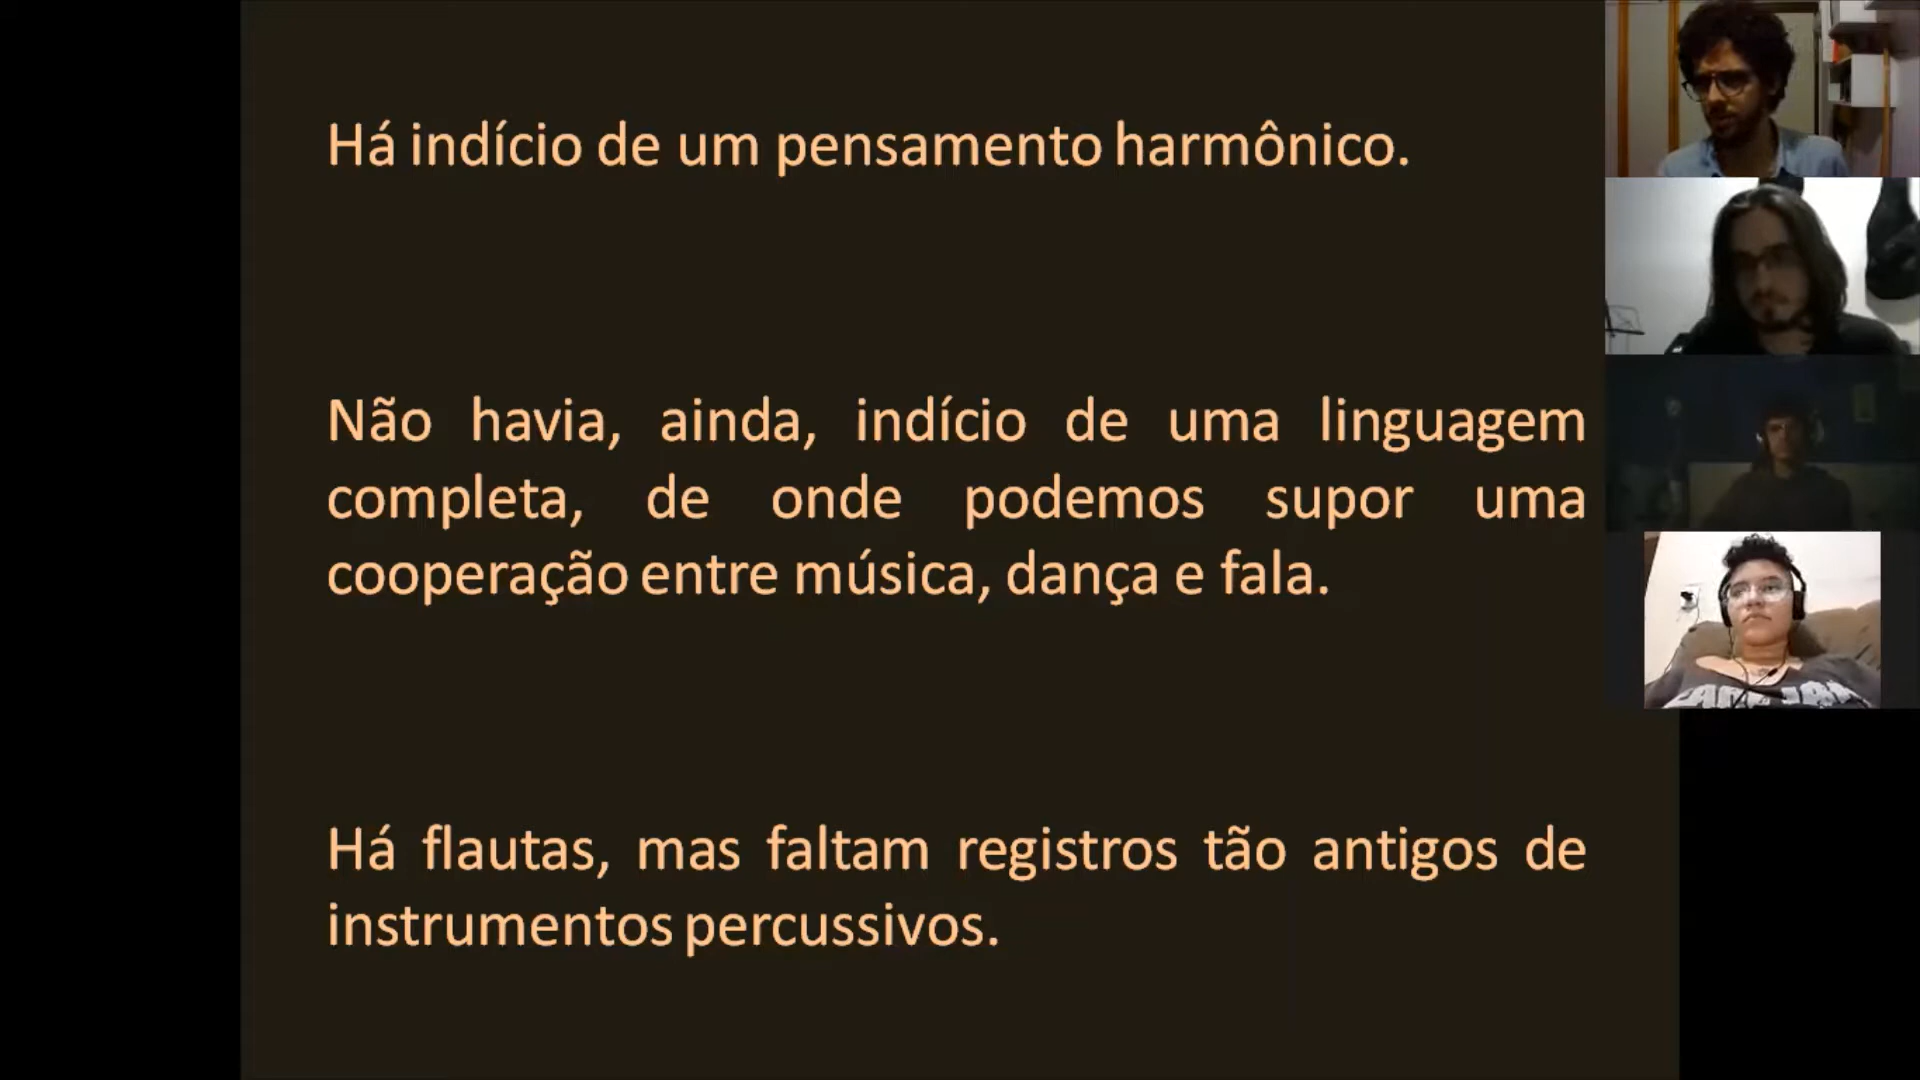 Há indício de um pensamento harmônico.
Não havia, ainda, indício de uma linguagem
completa, de onde podemos supor uma
cooperação entre música, dança e fala.
Há flautas, mas faltam registros tão antigos de
instrumentos percussivos.